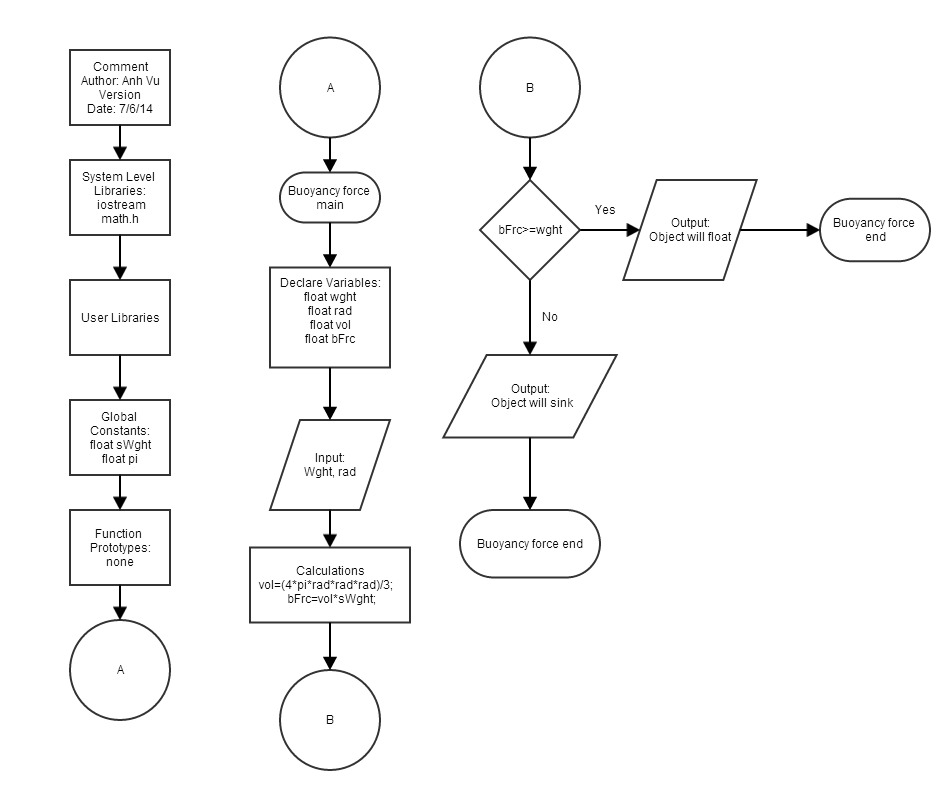 Comment
Author: Anh Vu
Version
Date: 7/6/14
System Level
Libraries:
iostream
math.h
User Libraries
Global
Constants:
float sWght
float pi
Function
Prototypes:
none
A
A
Buoyancy force
main
Declare Variables:
float wght
float rad
float vol
float bFrc
Input:
Wght, rad
Calculations
vol=(4*pi*rad*rad*rad)/3;
bFrc=vol*sWght;
B
B
bFrc>=wght
Yes
Output:
Object will float
Buoyancy force
end
No
Output:
Object will sink
Buoyancy force end